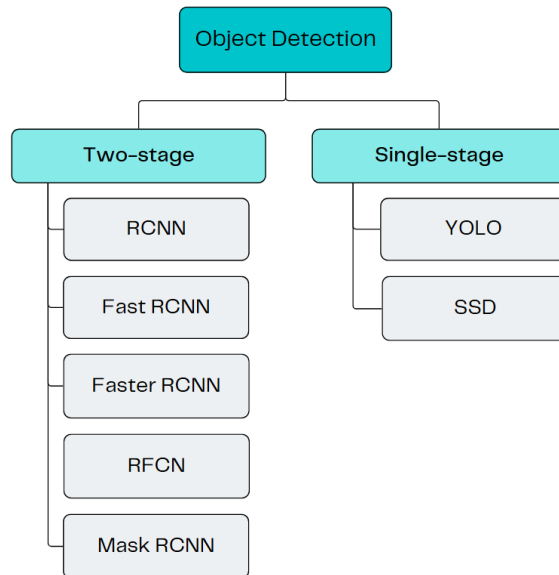 Object Detection
Two-stage
Single-stage
RCNN
YOLO
Fast RCNN
SSD
Faster RCNN
RFCN
Mask RCNN